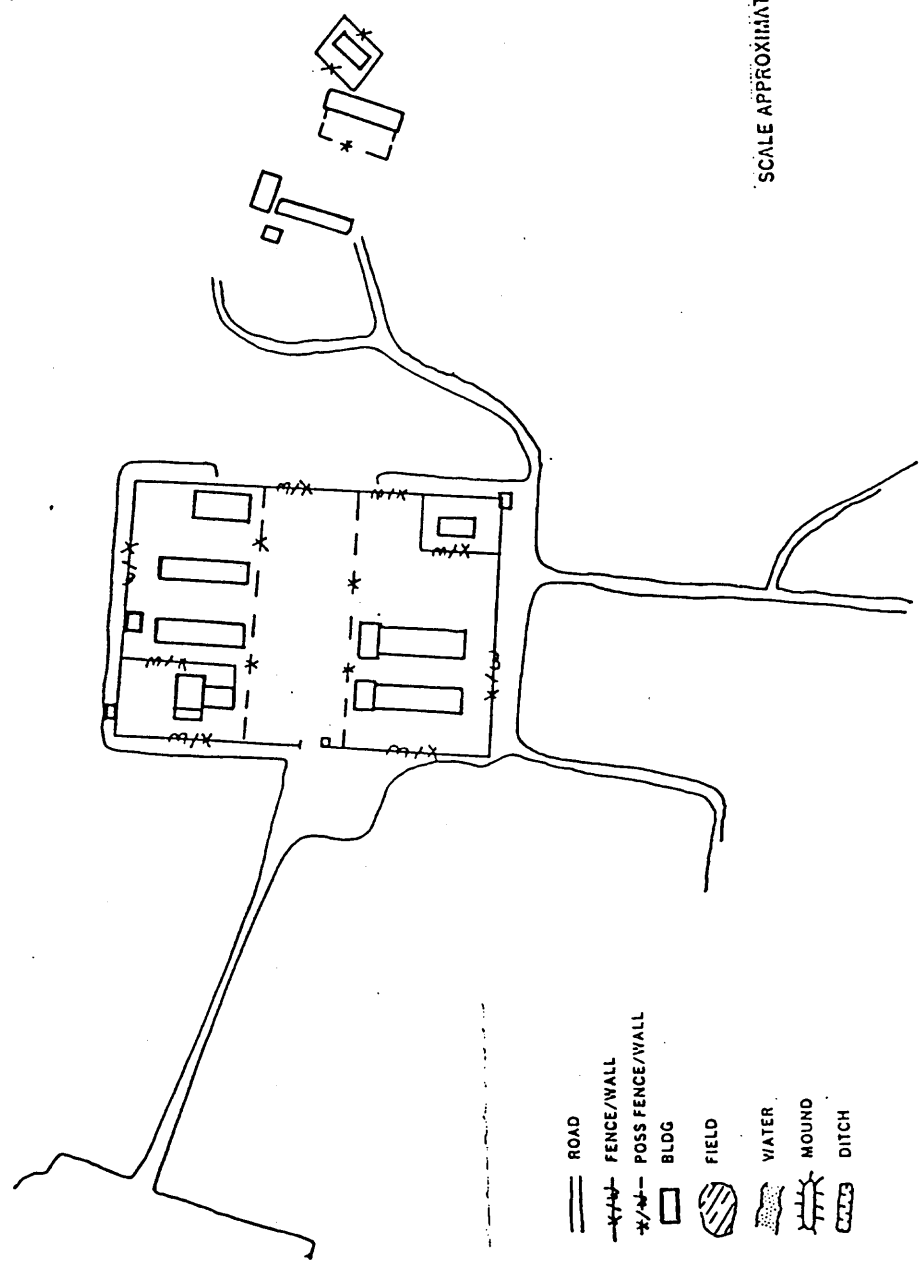 SCALE APPROXIMAT
ROAD
FENCE/WALL
POSS FENCE/WALL
BLDG
FIELD
WATER
MOUND
DITCH